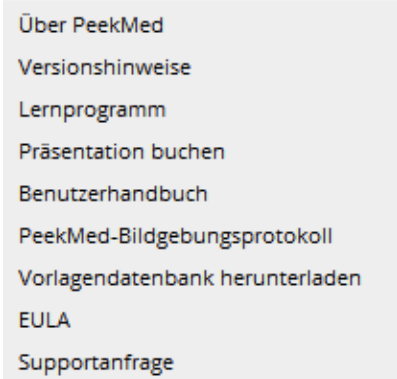 Über PeekMed
Versionshinweise
Lernprogramm
Präsentation buchen
Benutzerhandbuch
PeekMed-Bildgebungsprotokoll
Vorlagendatenbank herunterladen
EULA
Supportanfrage